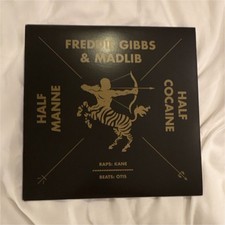 FREDDIE GIBBS
& MADLIB
HALF
MANNE
HALF
COCAINE
RAPS: KANE
BEATS: OTIS